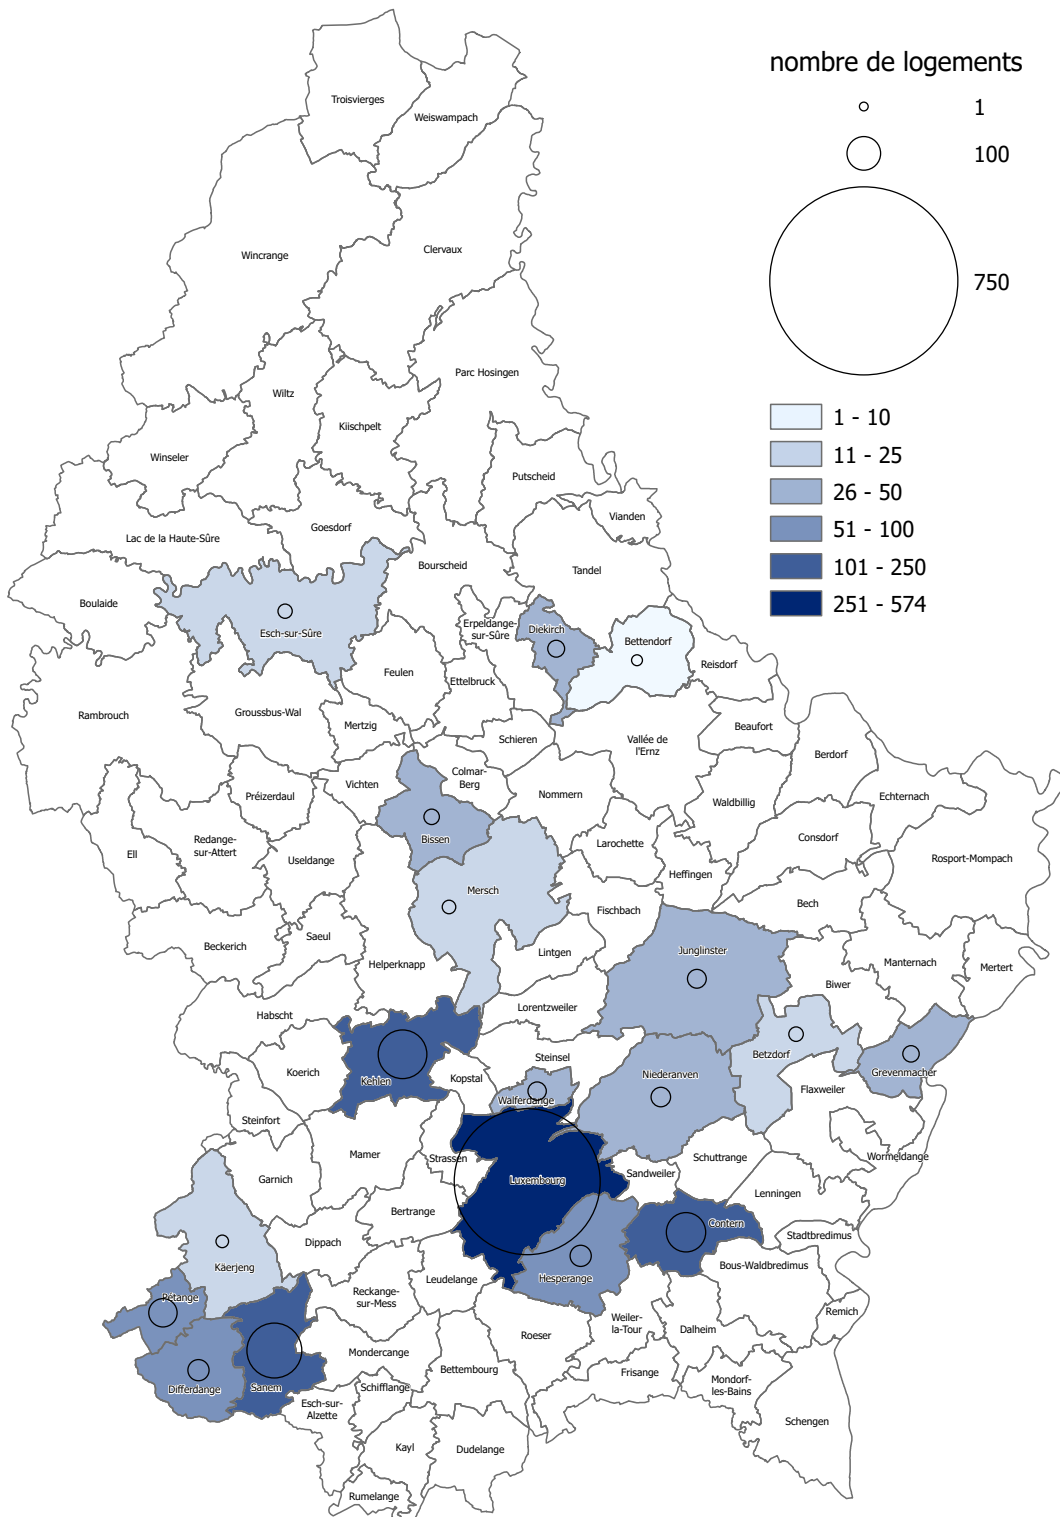 nombre de logements
1
100
750
1 - 10
11 - 25
26 - 50
51 - 100
101 - 250
251 - 574
Troisvierges
Weiswampach
Wincrange
Clervaux
Parc Hosingen
Wiltz
Kiischpelt
Winseler
Putscheid
Vianden
Goesdorf
Lac de la Haute-Sûre
Bourscheid
Tandel
Boulaide
Esch-sur-Sûre
Erpeldange-
sur-Sûre
Diekirch
Bettendorf
Reisdorf
Feulen
Ettelbruck
Rambrouch
Groussbus-Wal
Mertzig
Schieren
Vallée de
l'Ernz
Beaufort
Berdorf
Vichten
Colmar-
Berg
Nommern
Waldbillig
Echternach
Préizerdaul
Bissen
Larochette
Consdorf
Ell
Redange-
sur-Attert
Useldange
Rosport-Mompach
Heffingen
Mersch
Fischbach
Bech
Beckerich
Saeul
Helperknapp
Lintgen
Junglinster
Manternach
Mertert
Biwer
Habscht
Lorentzweiler
Koerich
Kehlen
Kopstal
Steinsel
Niederanven
Betzdorf
Grevenmacher
Walferdange
Flaxweiler
Steinfort
Mamer
Strassen
Wormeldange
Garnich
Luxembourg
Sandweiler
Schuttrange
Lenningen
Bertrange
Contern
Stadtbredimus
Dippach
Käerjeng
Leudelange
Hesperange
Bous-Waldbredimus
Pétange
Reckange-
sur-Mess
Weiler-
la-Tour
Dalheim
Remich
Roeser
Mondercange
Bettembourg
Frisange
Mondorf-
les-Bains
Differdange
Sanem
Schifflange
Esch-sur-
Alzette
Schengen
Kayl
Dudelange
Rumelange